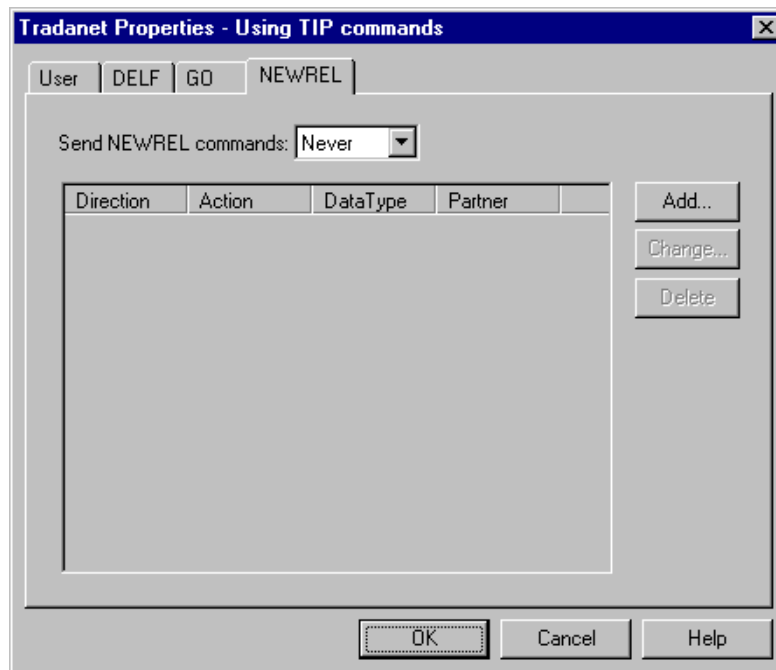 Tradanet Properties - Using TIP commands
User DELF GO NEWREL
Send NEWREL commands: Never
Direction Action DataType Partner
Add...
Change...
Delete
OK Cancel Help